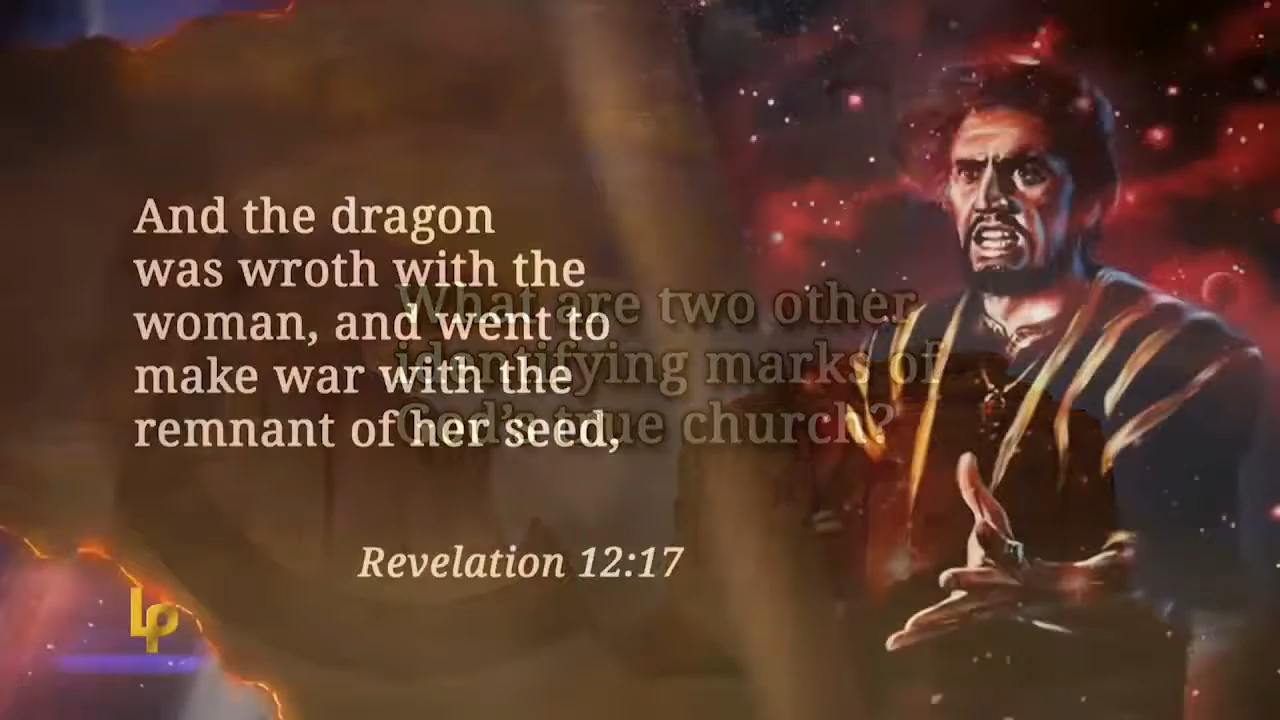 And the dragon
was wroth with the
woman, and went to
make war with the
remnant of her seed,
What are two other
identifying marks of
God's true church?
Revelation 12:17
Lp